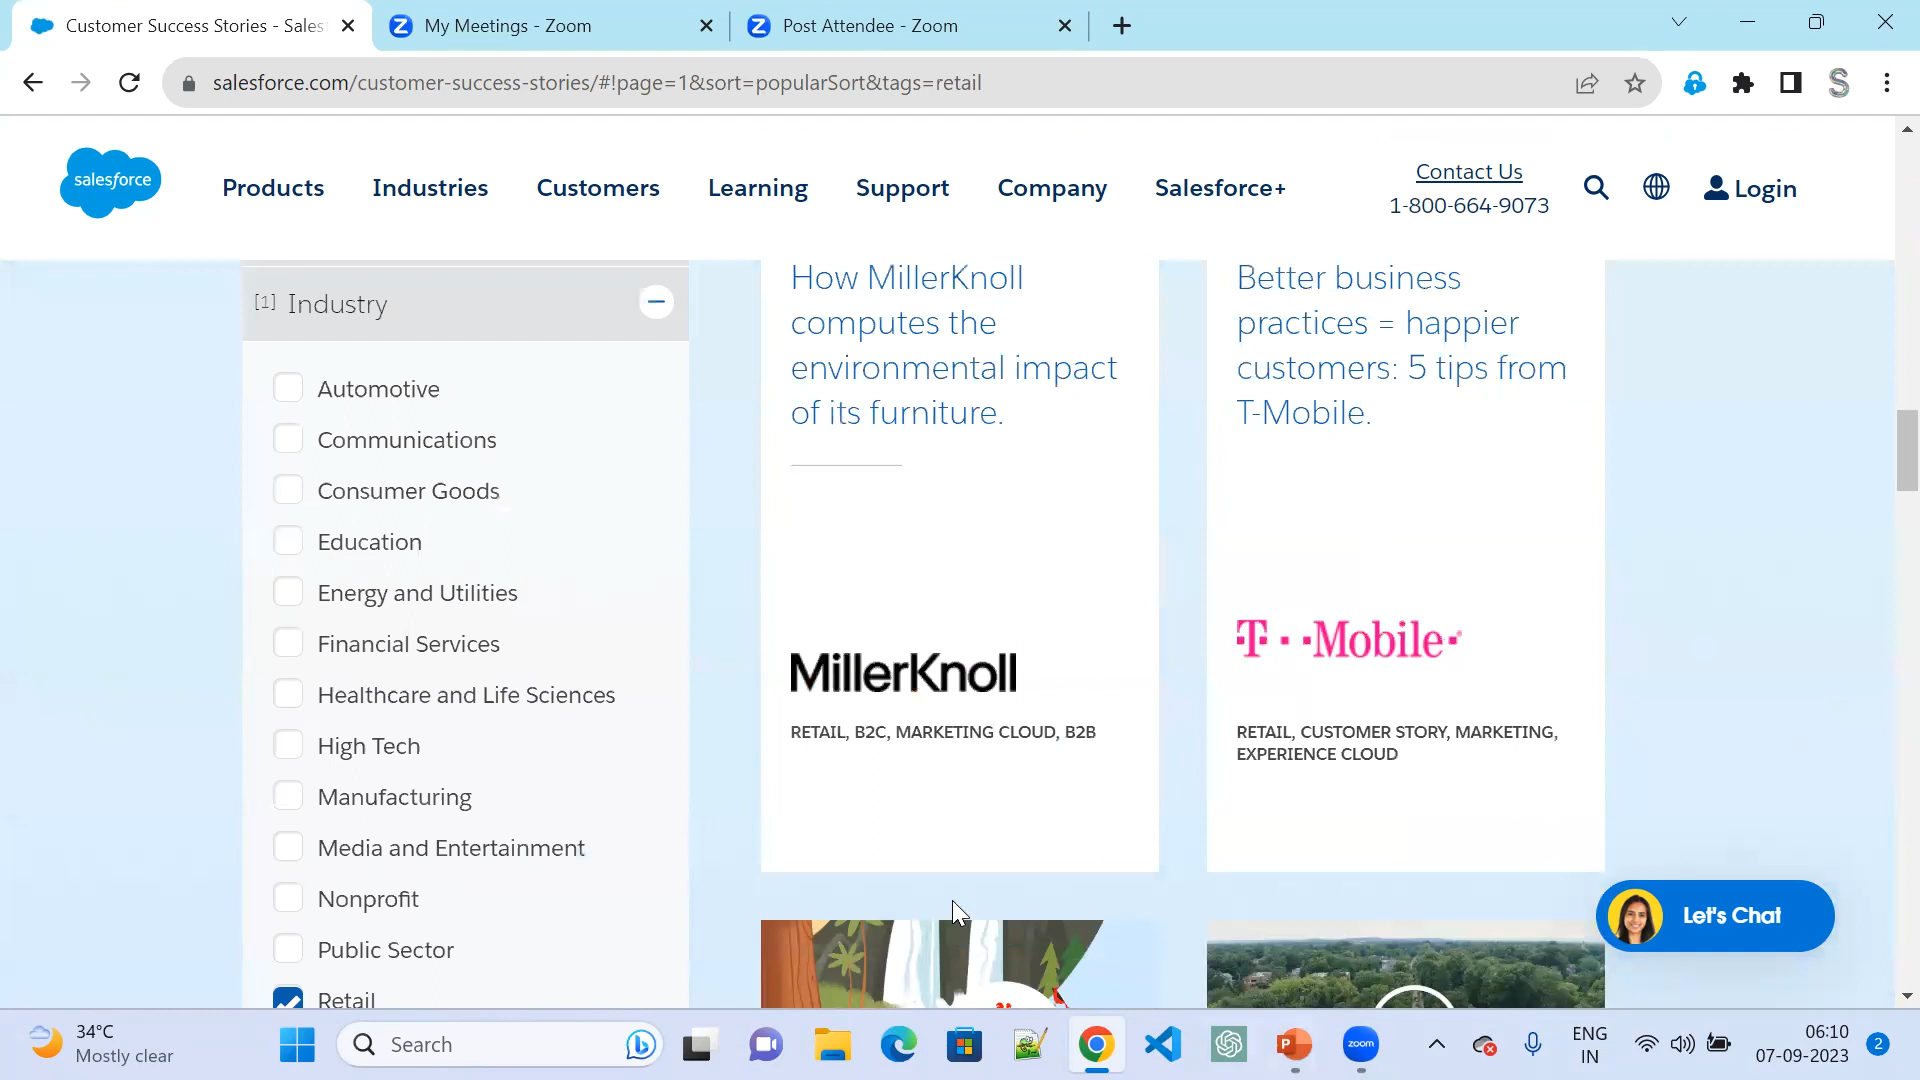 Customer Success Stories - Sales
My Meetings - Zoom
Post Attendee - Zoom
salesforce.com/customer-success-stories/#!page=1&sort=popularSort&tags=retail
salesforce
Products
Industries
Customers
Learning
Support
Company
Salesforce+
Contact Us
1-800-664-9073
Login
[1] Industry
Automotive
Communications
Consumer Goods
Education
Energy and Utilities
Financial Services
Healthcare and Life Sciences
High Tech
Manufacturing
Media and Entertainment
Nonprofit
Public Sector
Retail
How MillerKnoll
computes the
environmental impact
of its furniture.
MillerKnoll
RETAIL, B2C, MARKETING CLOUD, B2B
Better business
practices = happier
customers: 5 tips from
T-Mobile.
T Mobile
RETAIL, CUSTOMER STORY, MARKETING,
EXPERIENCE CLOUD
Let's Chat
34°C
Mostly clear
Search
zoom
ENG
IN
06:10
07-09-2023
2